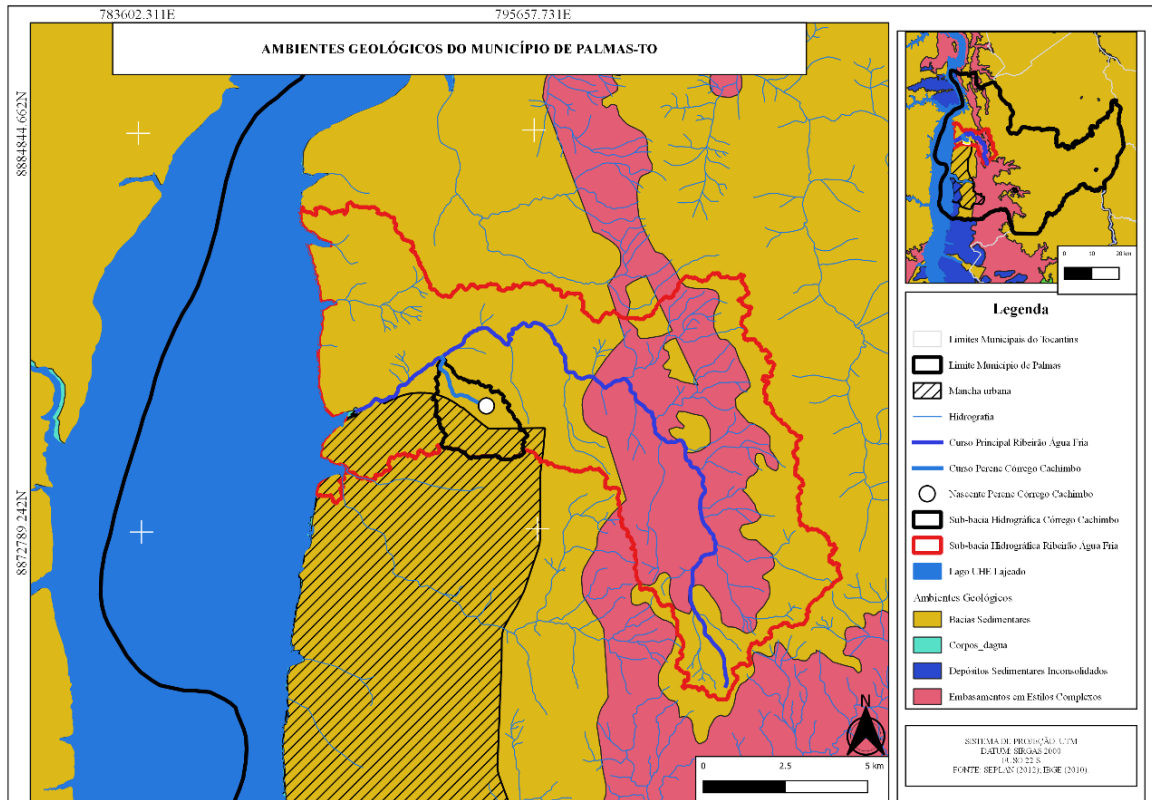 783602.311E
795657.731E
AMBIENTES GEOLÓGICOS DO MUNICÍPIO DE PALMAS-TO
8884844.662N
8872789.242N
0 10 20 km
Legenda
Limites Municipais do Tocantins
Limite Município de Palmas
Mancha urbana
Hidrografia
Curso Principal Ribeirão Água Fria
Curso Perene Córrego Cachimbo
Nascente Perene Córrego Cachimbo
Sub-bacia Hidrográfica Córrego Cachimbo
Sub-bacia Hidrográfica Ribeirão Água Fria
Lago UHE Lajeado
Ambientes Geológicos
Bacias Sedimentares
Corpos_dagua
Depósitos Sedimentares Inconsolidados
Embasamentos em Estilos Complexos
N
0 2.5 5 km
SISTEMA DE PROJEÇÃO: UTM
DATUM: SIRGAS 2000
FUSO 22 S
FONTE: SEPLAN (2012); IBGE (2010).